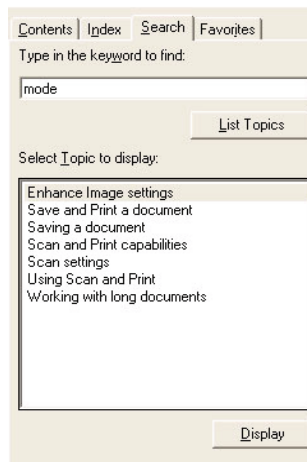 Contents Index Search Favorites
Type in the keyword to find:
mode
List Topics
Select Topic to display:
Enhance Image settings
Save and Print a document
Saving a document
Scan and Print capabilities
Scan settings
Using Scan and Print
Working with long documents
Display